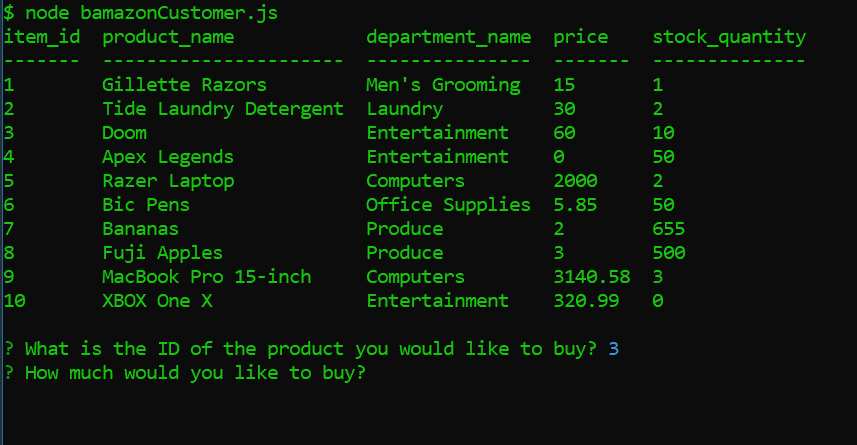 $ node bamazonCustomer.js
item_id  product_name            department_name  price    stock_quantity
-------  ----------------------  ---------------  -------  --------------
1        Gillette Razors         Men's Grooming   15       1
2        Tide Laundry Detergent  Laundry          30       2
3        Doom                    Entertainment    60       10
4        Apex Legends            Entertainment    0        50
5        Razer Laptop            Computers        2000     2
6        Bic Pens                Office Supplies  5.85     50
7        Bananas                 Produce          2        655
8        Fuji Apples             Produce          3        500
9        MacBook Pro 15-inch     Computers        3140.58  3
10       XBOX One X              Entertainment    320.99   0
? What is the ID of the product you would like to buy? 3
? How much would you like to buy?